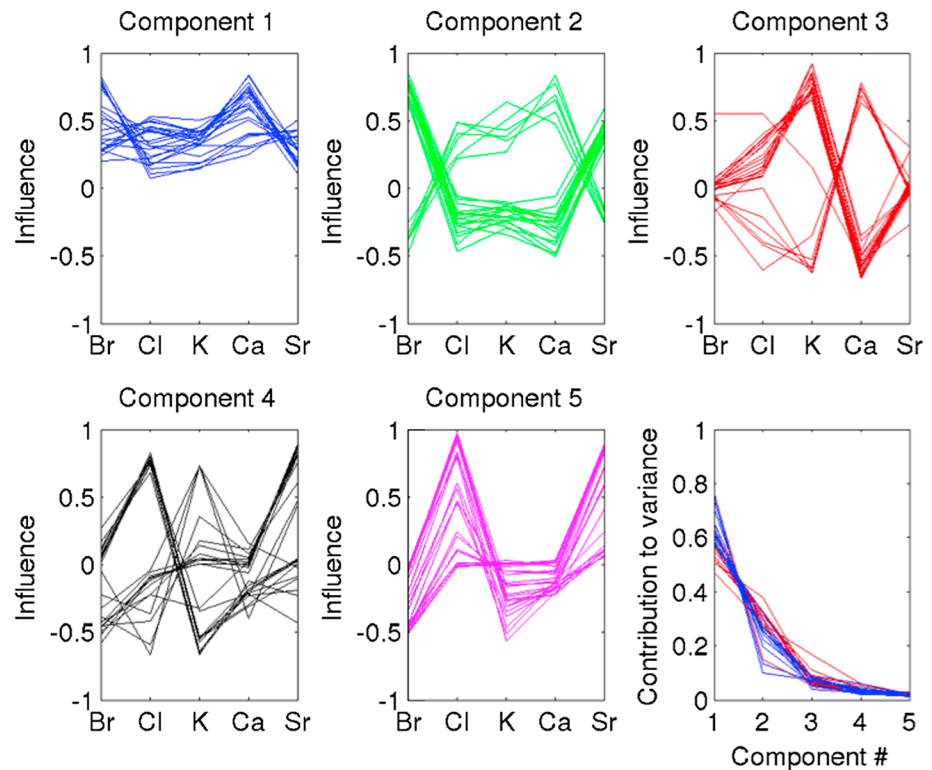 Component 1
Component 2
Component 3
1
0.5
0
-0.5
-1
Influence
Br Cl K Ca Sr
1
0.5
0
-0.5
-1
Influence
Br Cl K Ca Sr
1
0.5
0
-0.5
-1
Influence
Br Cl K Ca Sr
Component 4
Component 5
1
0.5
0
-0.5
-1
Influence
Br Cl K Ca Sr
1
0.5
0
-0.5
-1
Influence
Br Cl K Ca Sr
1
0.8
0.6
0.4
0.2
0
Contribution to variance
1 2 3 4 5
Component #